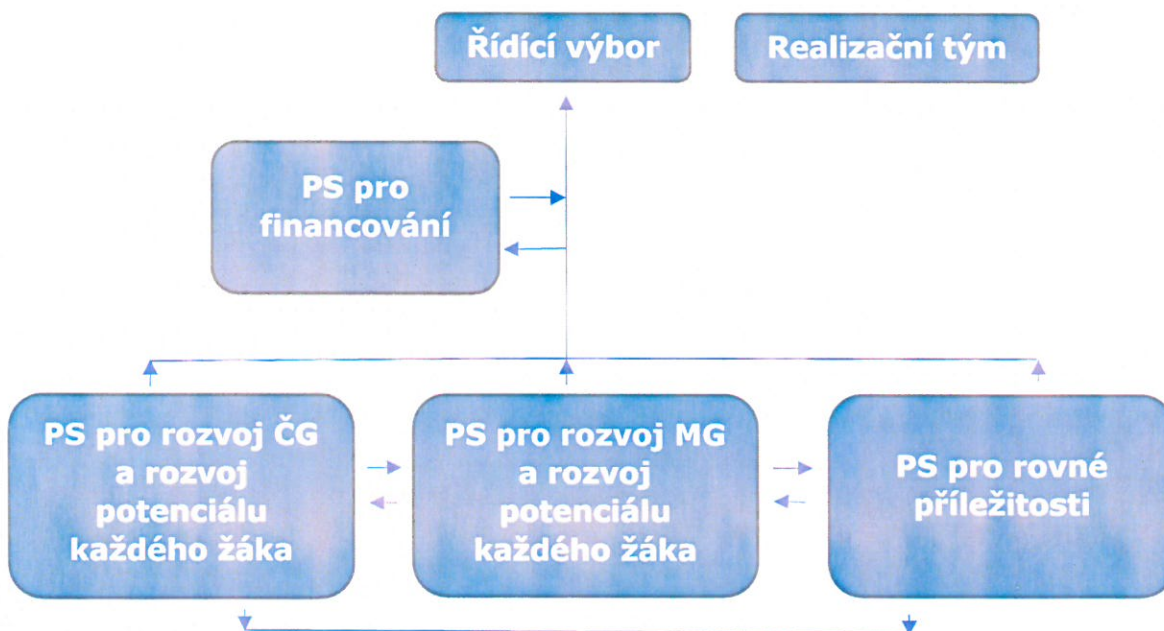 Řídící výbor
Realizační tým
PS pro
financování
PS pro rozvoj ČG
a rozvoj
potenciálu
každého žáka
PS pro rozvoj MG
a rozvoj
potenciálu
každého žáka
PS pro rovné
příležitosti